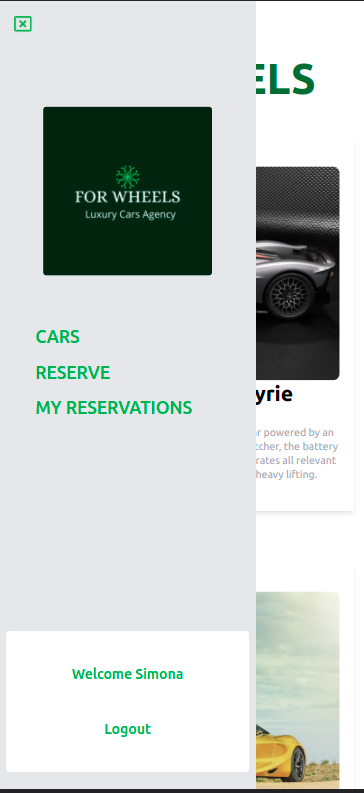 ELS
FOR WHEELS
Luxury Cars Agency
CARS
RESERVE
MY RESERVATIONS
yrie
r powered by an
tcher, the battery
rates all relevant
heavy lifting.
Welcome Simona
Logout